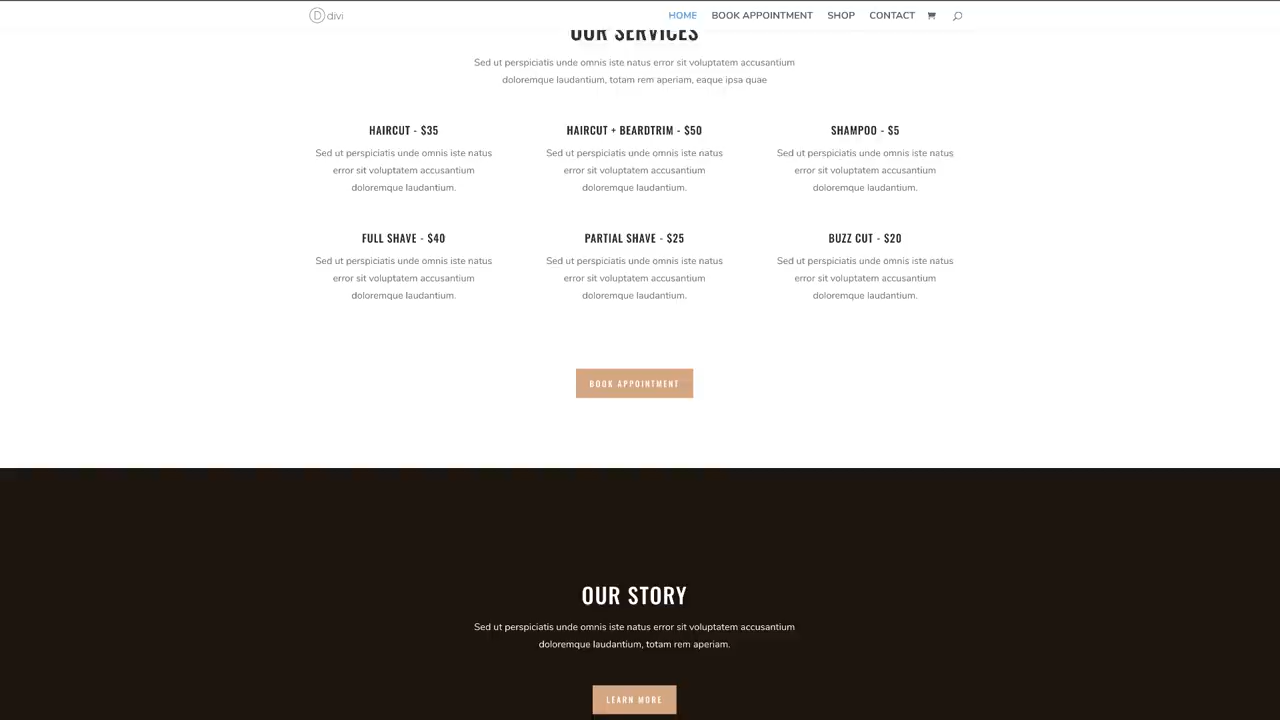 D divi
HOME BOOK APPOINTMENT SHOP CONTACT
OUR SERVICES
Sed ut perspiciatis unde omnis iste natus error sit voluptatem accusantium
doloremque laudantium, totam rem aperiam, eaque ipsa quae
HAIRCUT - $35
Sed ut perspiciatis unde omnis iste natus
error sit voluptatem accusantium
doloremque laudantium.
HAIRCUT + BEARDTRIM - $50
Sed ut perspiciatis unde omnis iste natus
error sit voluptatem accusantium
doloremque laudantium.
SHAMPOO - $5
Sed ut perspiciatis unde omnis iste natus
error sit voluptatem accusantium
doloremque laudantium.
FULL SHAVE - $40
Sed ut perspiciatis unde omnis iste natus
error sit voluptatem accusantium
doloremque laudantium.
PARTIAL SHAVE - $25
Sed ut perspiciatis unde omnis iste natus
error sit voluptatem accusantium
doloremque laudantium.
BUZZ CUT - $20
Sed ut perspiciatis unde omnis iste natus
error sit voluptatem accusantium
doloremque laudantium.
BOOK APPOINTMENT
OUR STORY
Sed ut perspiciatis unde omnis iste natus error sit voluptatem accusantium
doloremque laudantium, totam rem aperiam.
LEARN MORE